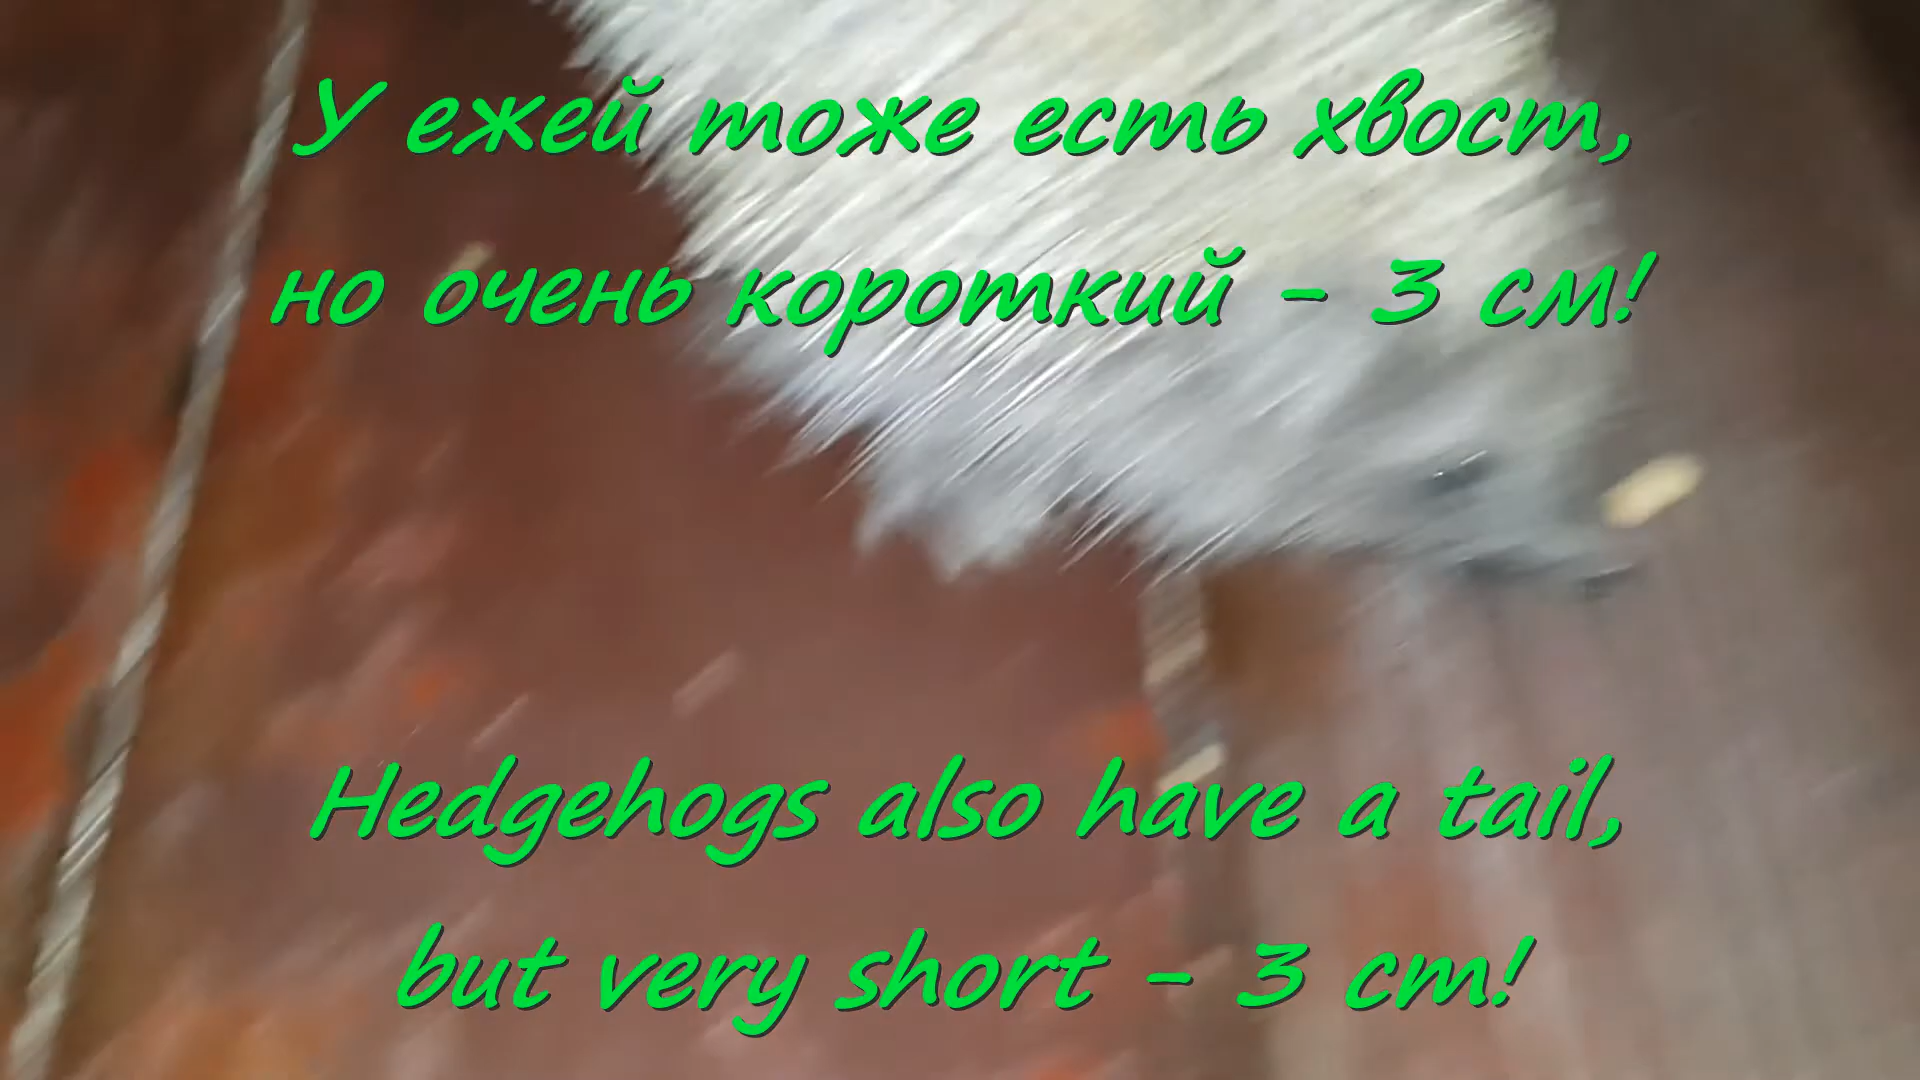 У ежей тоже есть хвост,
но очень короткий - 3 см!
Hedgehogs also have a tail,
but very short - 3 cm!